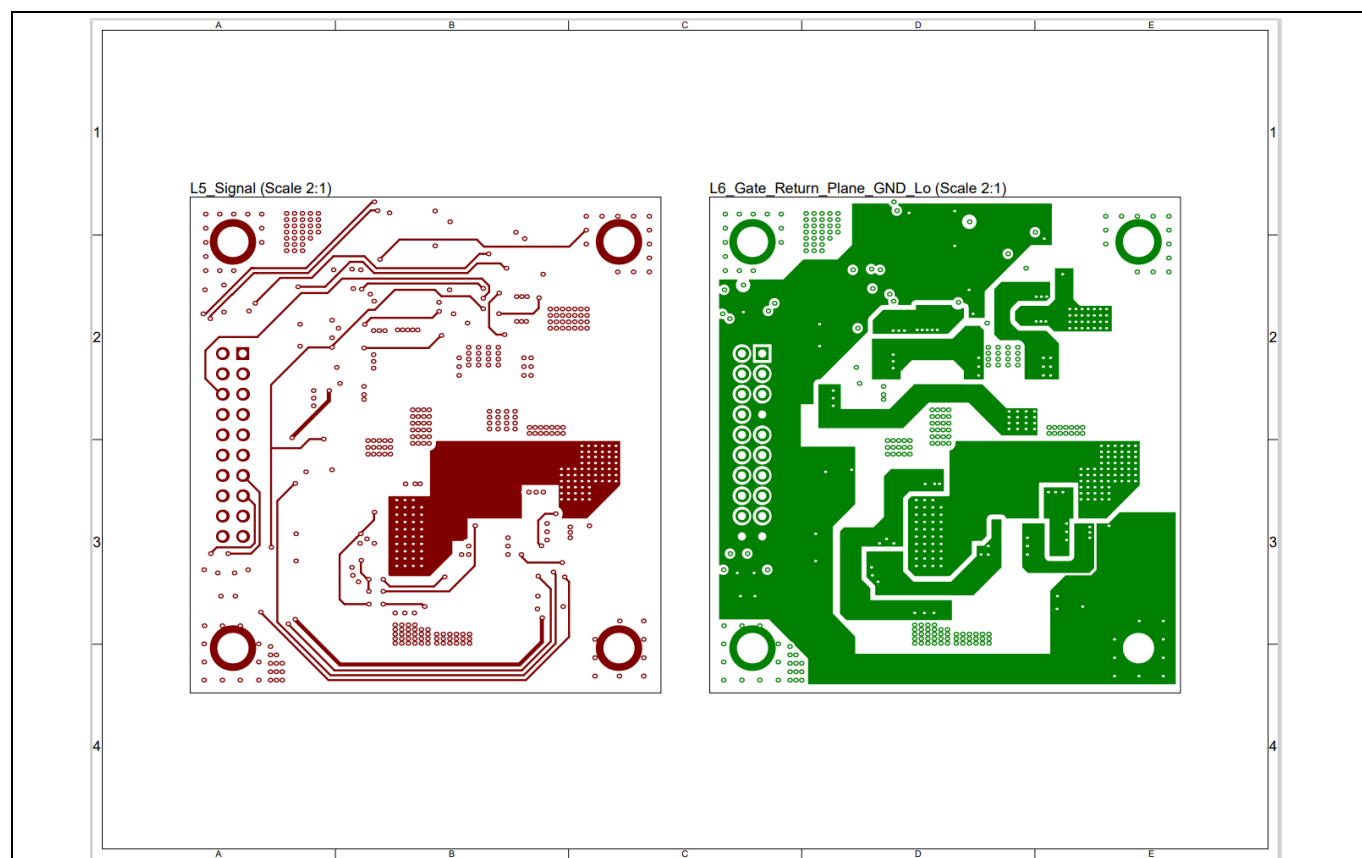 A B C D E
1 1
L5_Signal (Scale 2:1) L6_Gate_Return_Plane_GND_Lo (Scale 2:1)
2 2
3 3
4 4
A B C D E